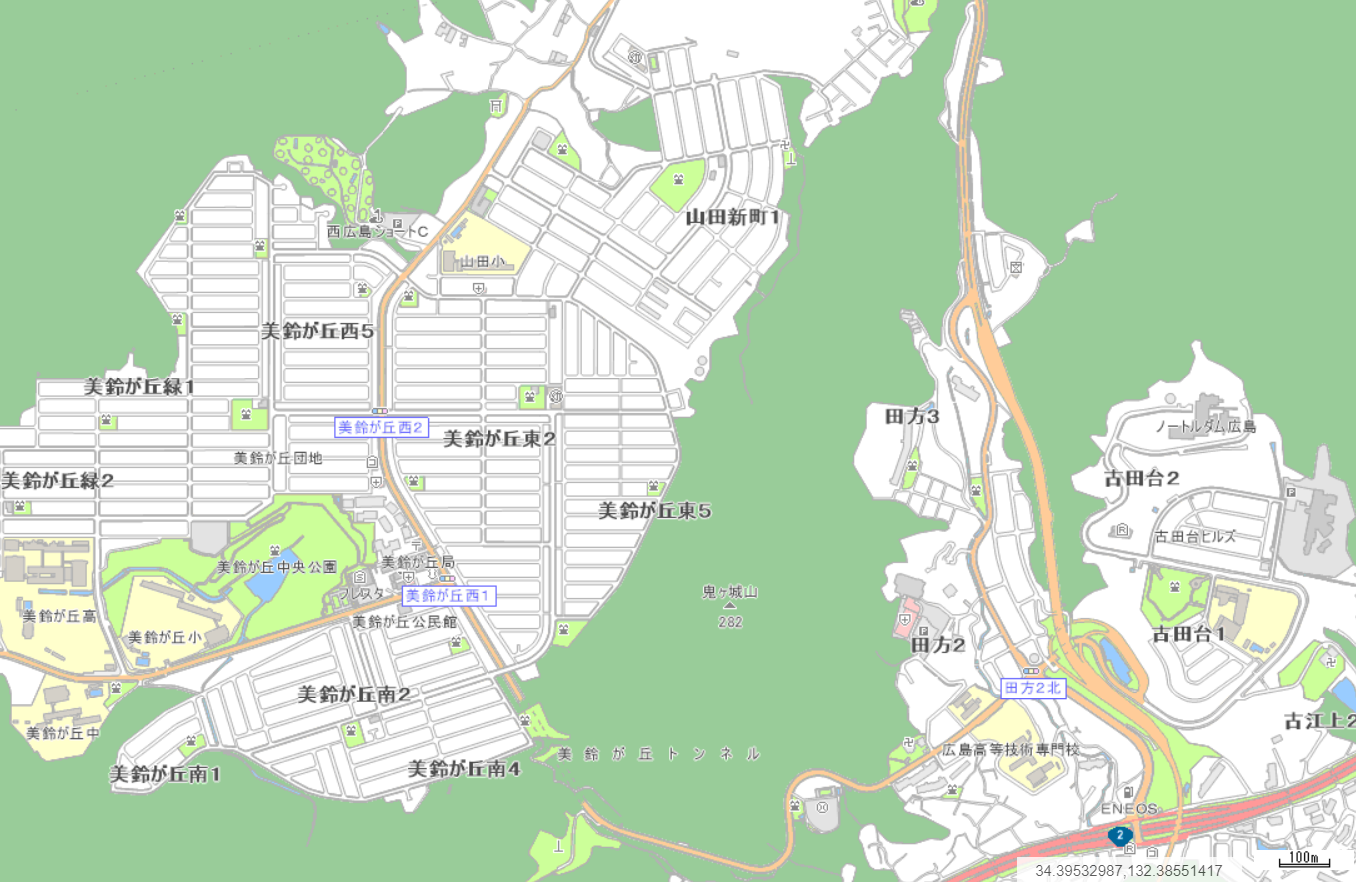 1
西広島ショートC
P
山田新町1
山田小
美鈴が丘西5
美鈴が丘緑1
美鈴が丘西2
美鈴が丘東2
田方3
ノートルダム広島
美鈴が丘団地
美鈴が丘緑2
古田台2
P
美鈴が丘東5
R
古田台ヒルズ
美鈴が丘局
美鈴が丘中央公園
S
フレスタ
美鈴が丘西1
鬼ヶ城山
282
美鈴が丘高
美鈴が丘公民館
美鈴が丘小
P
田方2
古田台1
田方2北
美鈴が丘南2
古江上2
美鈴が丘中
美鈴が丘トンネル
広島高等技術専門校
美鈴が丘南1
美鈴が丘南4
ENEOS
2
R
100m
34.39532987,132.38551417